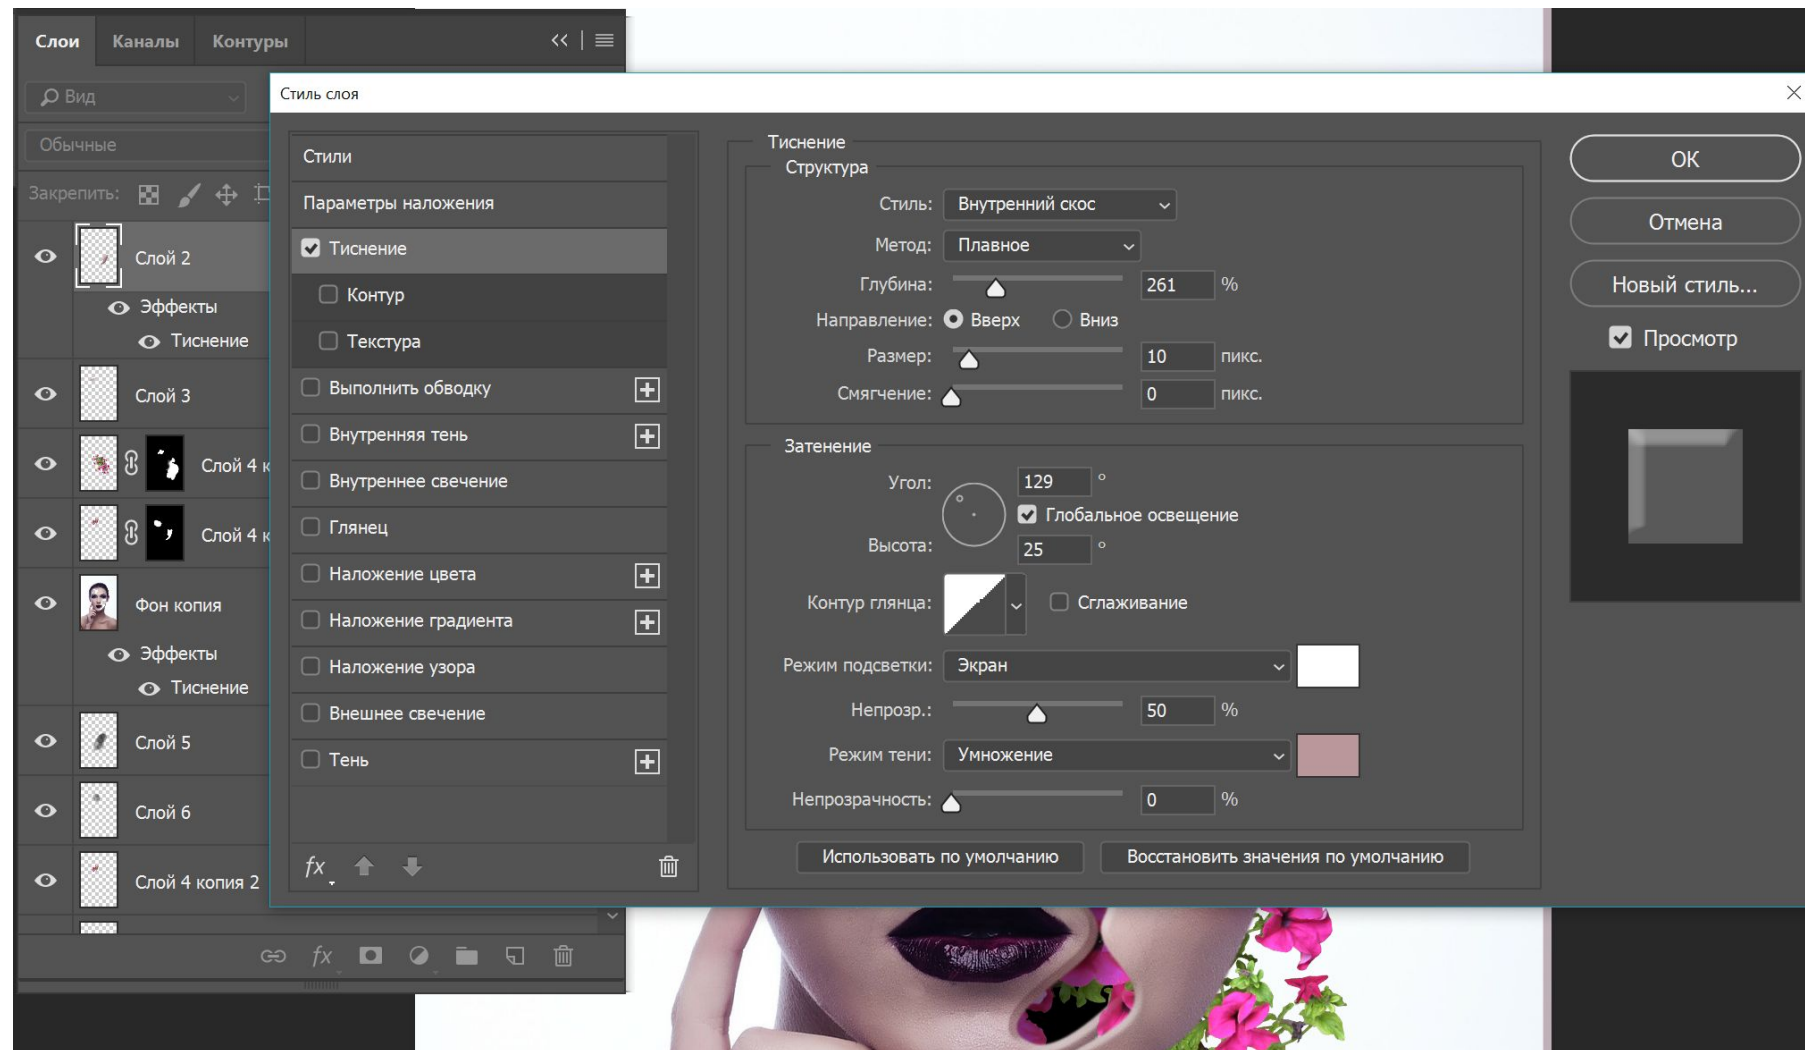 Слои Каналы Контуры
Вид
Обычные
Закрепить:
Слой 2
Эффекты
Тиснение
Слой 3
Слой 4 к
Слой 4 к
Фон копия
Эффекты
Тиснение
Слой 5
Слой 6
Слой 4 копия 2
fx
Стиль слоя
Стили
Параметры наложения
Тиснение
Контур
Текстура
Выполнить обводку
Внутренняя тень
Внутреннее свечение
Глянец
Наложение цвета
Наложение градиента
Наложение узора
Внешнее свечение
Тень
fx
Тиснение
Структура
Стиль: Внутренний скос
Метод: Плавное
Глубина: 261 %
Направление: Вверх Вниз
Размер: 10 пикс.
Смягчение: 0 пикс.
Затенение
Угол: 129 °
Глобальное освещение
Высота: 25 °
Контур глянца: Сглаживание
Режим подсветки: Экран
Непрозр.: 50 %
Режим тени: Умножение
Непрозрачность: 0 %
Использовать по умолчанию Восстановить значения по умолчанию
ОК
Отмена
Новый стиль...
Просмотр